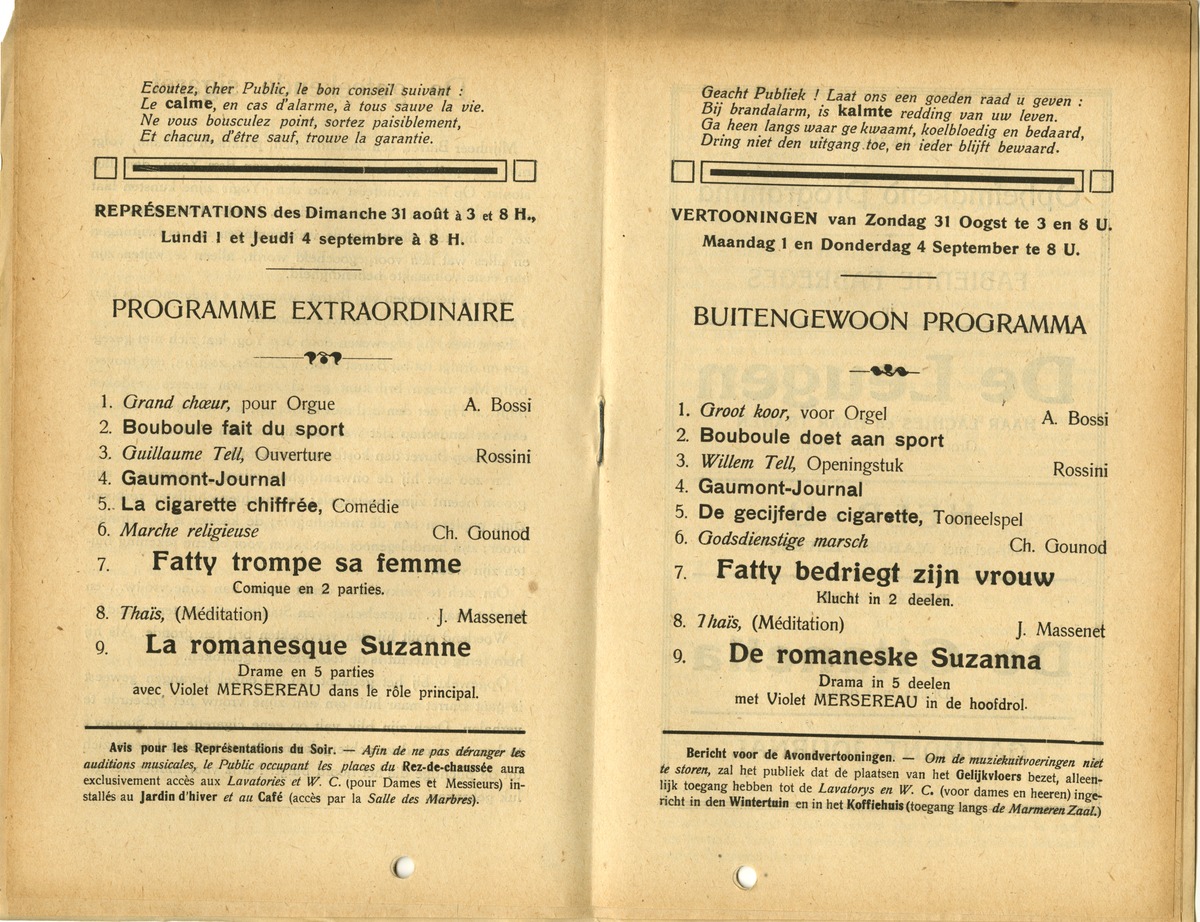 Ecoutez, cher Public, le bon conseil suivant :
Le calme, en cas d'alarme, à tous sauve la vie.
Ne vous bousculez point, sortez paisiblement,
Et chacun, d'être sauf, trouve la garantie.
REPRÉSENTATIONS des Dimanche 31 août à 3 et 8 H.,
Lundi 1 et Jeudi 4 septembre à 8 H.
PROGRAMME EXTRAORDINAIRE
1. Grand chœur, pour Orgue A. Bossi
2. Bouboule fait du sport
3. Guillaume Tell, Ouverture Rossini
4. Gaumont-Journal
5.. La cigarette chiffrée, Comédie
6. Marche religieuse Ch. Gounod
7. Fatty trompe sa femme
Comique en 2 parties.
8. Thaïs, (Méditation) J. Massenet
9. La romanesque Suzanne
Drame en 5 parties
avec Violet MERSEREAU dans le rôle principal.
Avis pour les Représentations du Soir. — Afin de ne pas déranger les
auditions musicales, le Public occupant les places du Rez-de-chaussée aura
exclusivement accès aux Lavatories et W. C. (pour Dames et Messieurs) in-
stallés au Jardin d'hiver et au Café (accès par la Salle des Marbres).
Geacht Publiek ! Laat ons een goeden raad u geven :
Bij brandalarm, is kalmte redding van uw leven.
Ga heen langs waar ge kwaamt, koelbloedig en bedaard,
Dring niet den uitgang toe, en ieder blijft bewaard.
VERTOONINGEN van Zondag 31 Oogst te 3 en 8 U.
Maandag 1 en Donderdag 4 September te 8 U.
BUITENGEWOON PROGRAMMA
1. Groot koor, voor Orgel A. Bossi
2. Bouboule doet aan sport
3. Willem Tell, Openingstuk Rossini
4. Gaumont-Journal
5. De gecijferde cigarette, Tooneelspel
6. Godsdienstige marsch Ch. Gounod
7. Fatty bedriegt zijn vrouw
Klucht in 2 deelen.
8. Thaïs, (Méditation) J. Massenet
9. De romaneske Suzanna
Drama in 5 deelen
met Violet MERSEREAU in de hoofdrol.
Bericht voor de Avondvertooningen. — Om de muziekuitvoeringen niet
te storen, zal het publiek dat de plaatsen van het Gelijkvloers bezet, alleen-
lijk toegang hebben tot de Lavatorys en W. C. (voor dames en heeren) inge-
richt in den Wintertuin en in het Koffiehuis (toegang langs de Marmeren Zaal.)